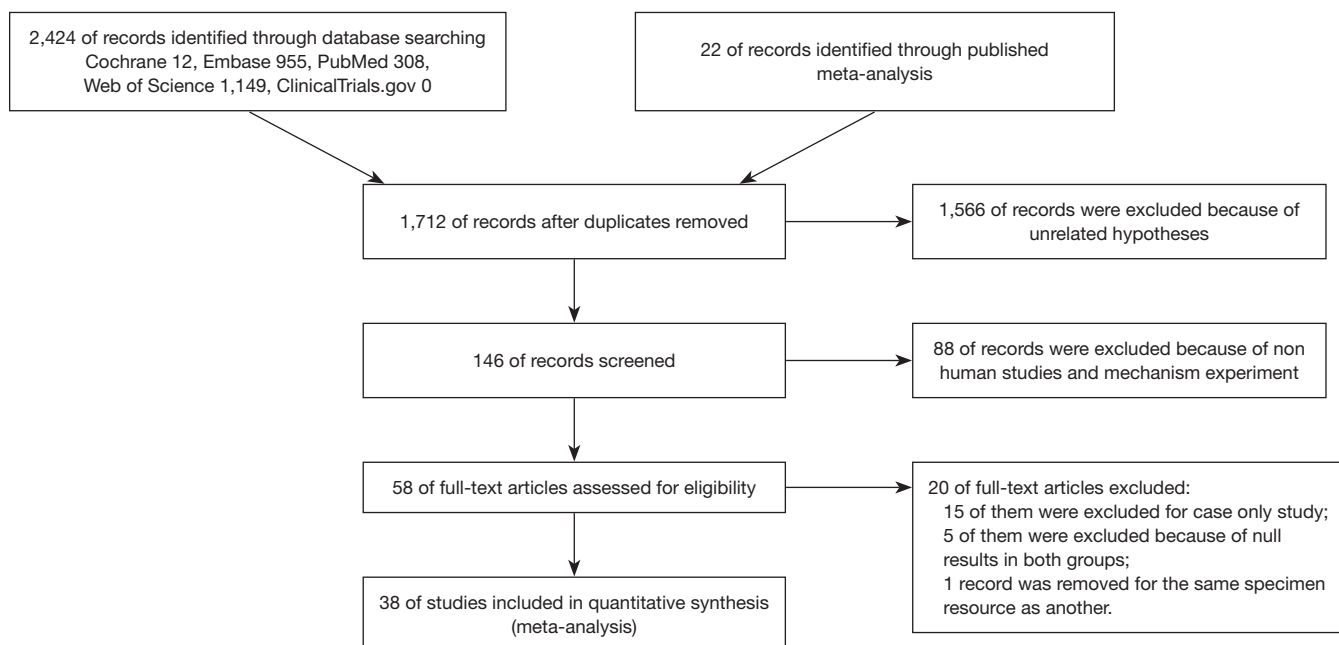 2,424 of records identified through database searching
Cochrane 12, Embase 955, PubMed 308,
Web of Science 1,149, ClinicalTrials.gov 0
22 of records identified through published
meta-analysis
1,712 of records after duplicates removed
1,566 of records were excluded because of
unrelated hypotheses
146 of records screened
88 of records were excluded because of non
human studies and mechanism experiment
58 of full-text articles assessed for eligibility
20 of full-text articles excluded:
15 of them were excluded for case only study;
5 of them were excluded because of null
results in both groups;
1 record was removed for the same specimen
resource as another.
38 of studies included in quantitative synthesis
(meta-analysis)